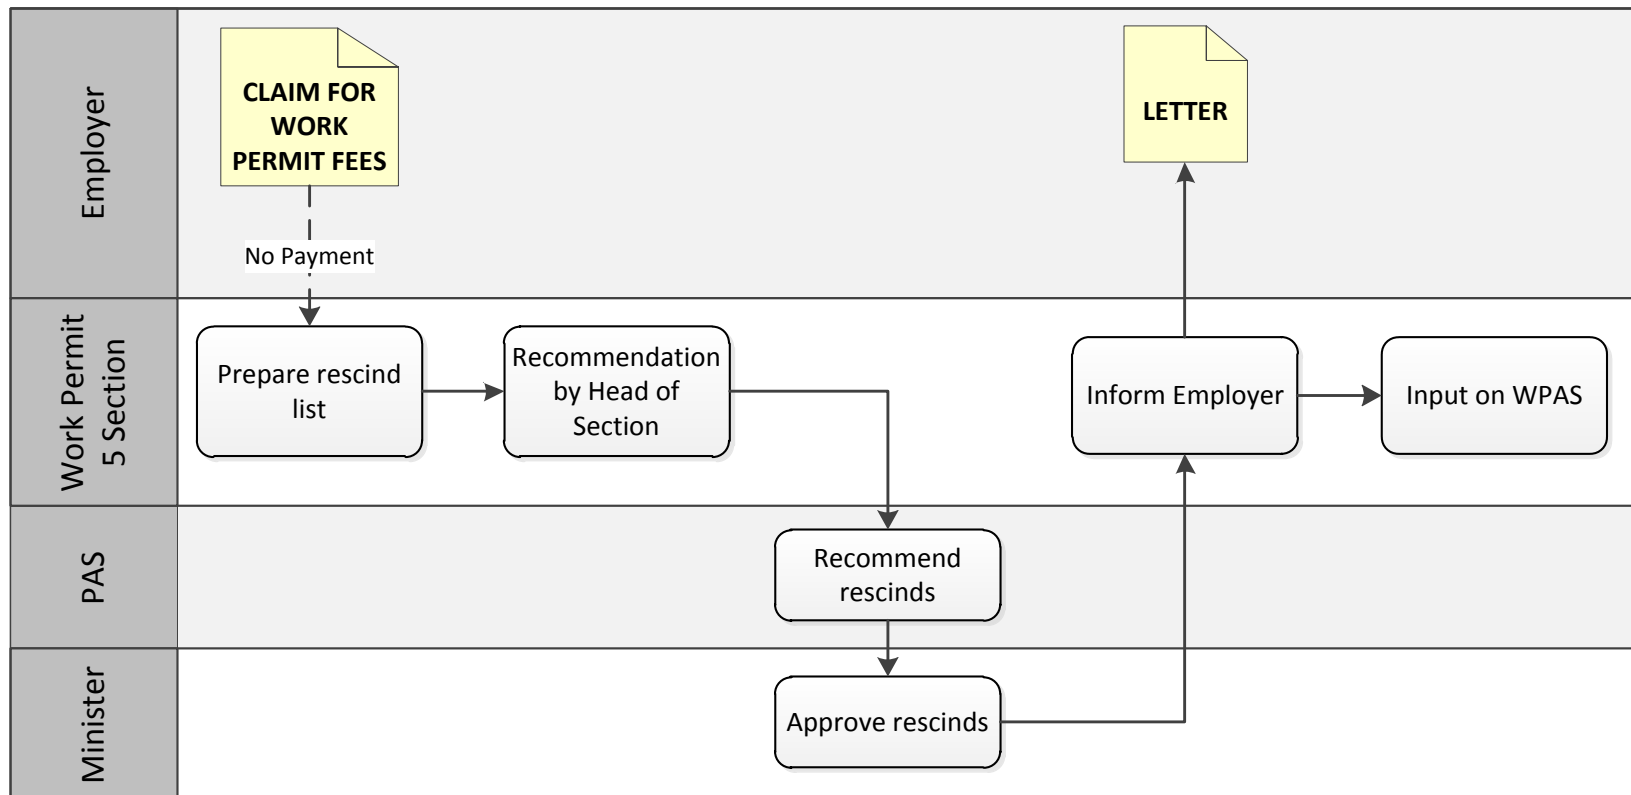 Employer
CLAIM FOR
WORK
PERMIT FEES
LETTER
No Payment
Work Permit
5 Section
Prepare rescind
list
Recommendation
by Head of
Section
Inform Employer
Input on WPAS
PAS
Recommend
rescinds
Minister
Approve rescinds